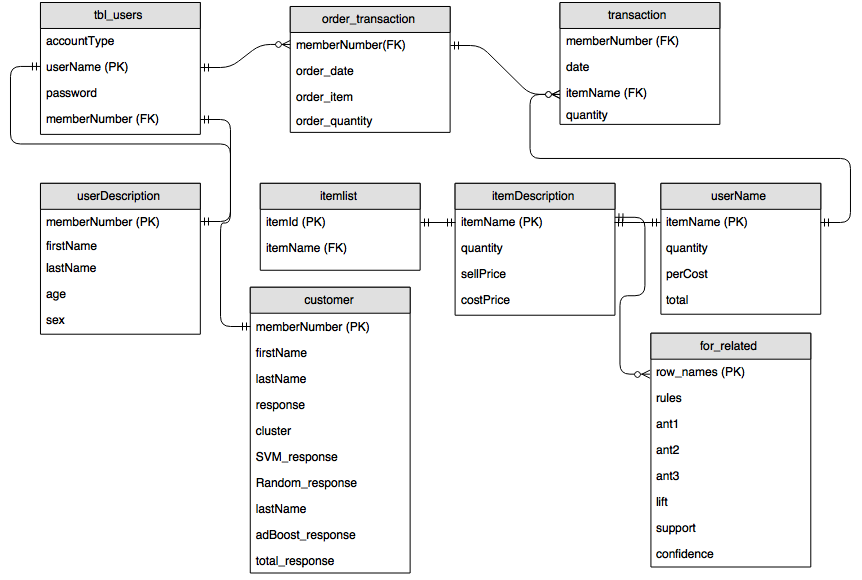 tbl_users
accountType
userName (PK)
password
memberNumber (FK)
order_transaction
memberNumber(FK)
order_date
order_item
order_quantity
transaction
memberNumber (FK)
date
itemName (FK)
quantity
userDescription
memberNumber (PK)
firstName
lastName
age
sex
itemlist
itemId (PK)
itemName (FK)
itemDescription
itemName (PK)
quantity
sellPrice
costPrice
userName
itemName (PK)
quantity
perCost
total
customer
memberNumber (PK)
firstName
lastName
response
cluster
SVM_response
Random_response
lastName
adBoost_response
total_response
for_related
row_names (PK)
rules
ant1
ant2
ant3
lift
support
confidence